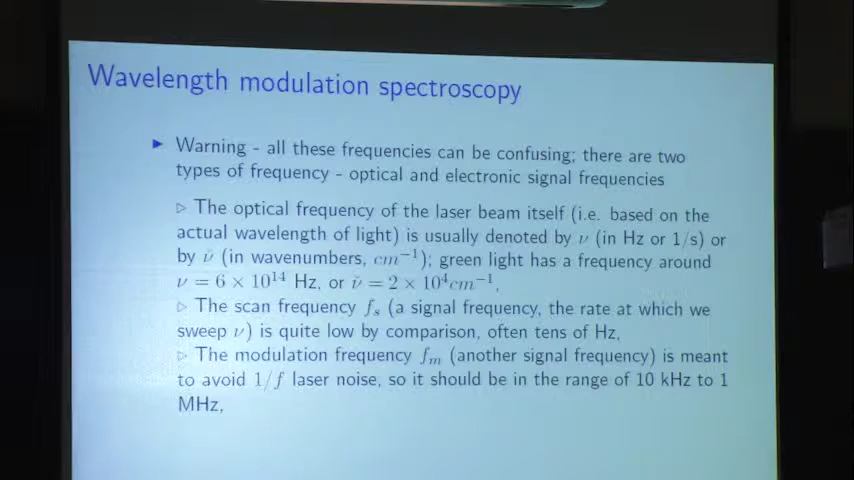 Wavelength modulation spectroscopy
▶ Warning - all these frequencies can be confusing; there are two
types of frequency - optical and electronic signal frequencies
▷ The optical frequency of the laser beam itself (i.e. based on the
actual wavelength of light) is usually denoted by ν (in Hz or 1/s) or
by ν̃ (in wavenumbers, cm⁻¹); green light has a frequency around
ν = 6 × 10¹⁴ Hz, or ν̃ = 2 × 10⁴cm⁻¹,
▷ The scan frequency fₛ (a signal frequency, the rate at which we
sweep ν) is quite low by comparison, often tens of Hz,
▷ The modulation frequency fₘ (another signal frequency) is meant
to avoid 1/f laser noise, so it should be in the range of 10 kHz to 1
MHz,